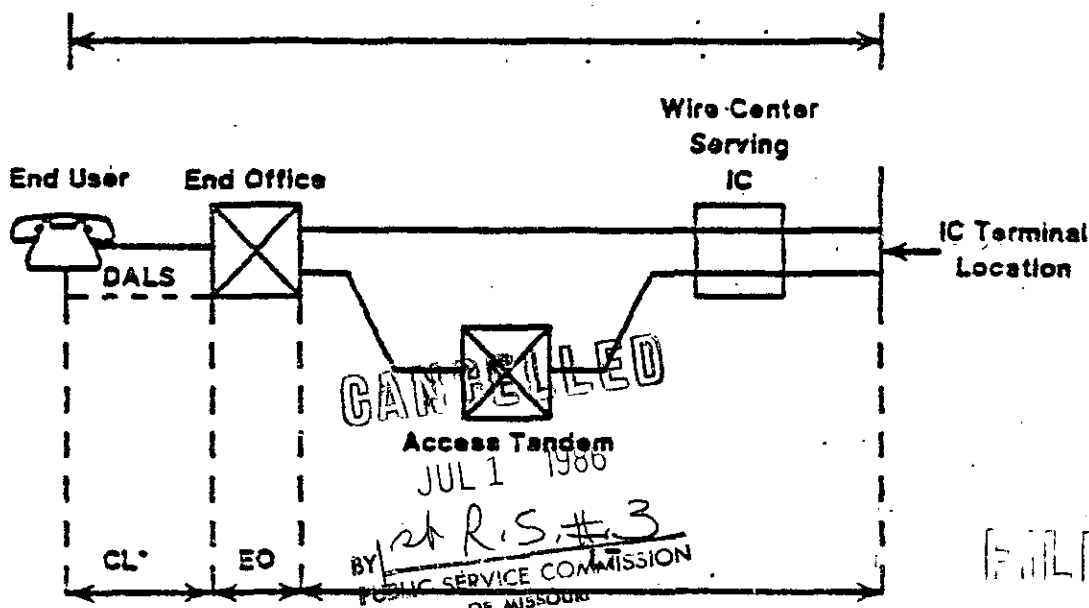 Wire Center
Serving
IC
End User
End Office
IC Terminal
Location
DALS
CANCELLED
Access Tandem
JUL 1 1986
BY 1st R.S. #3
PUBLIC SERVICE COMMISSION
OF MISSOURI
CL*
EO